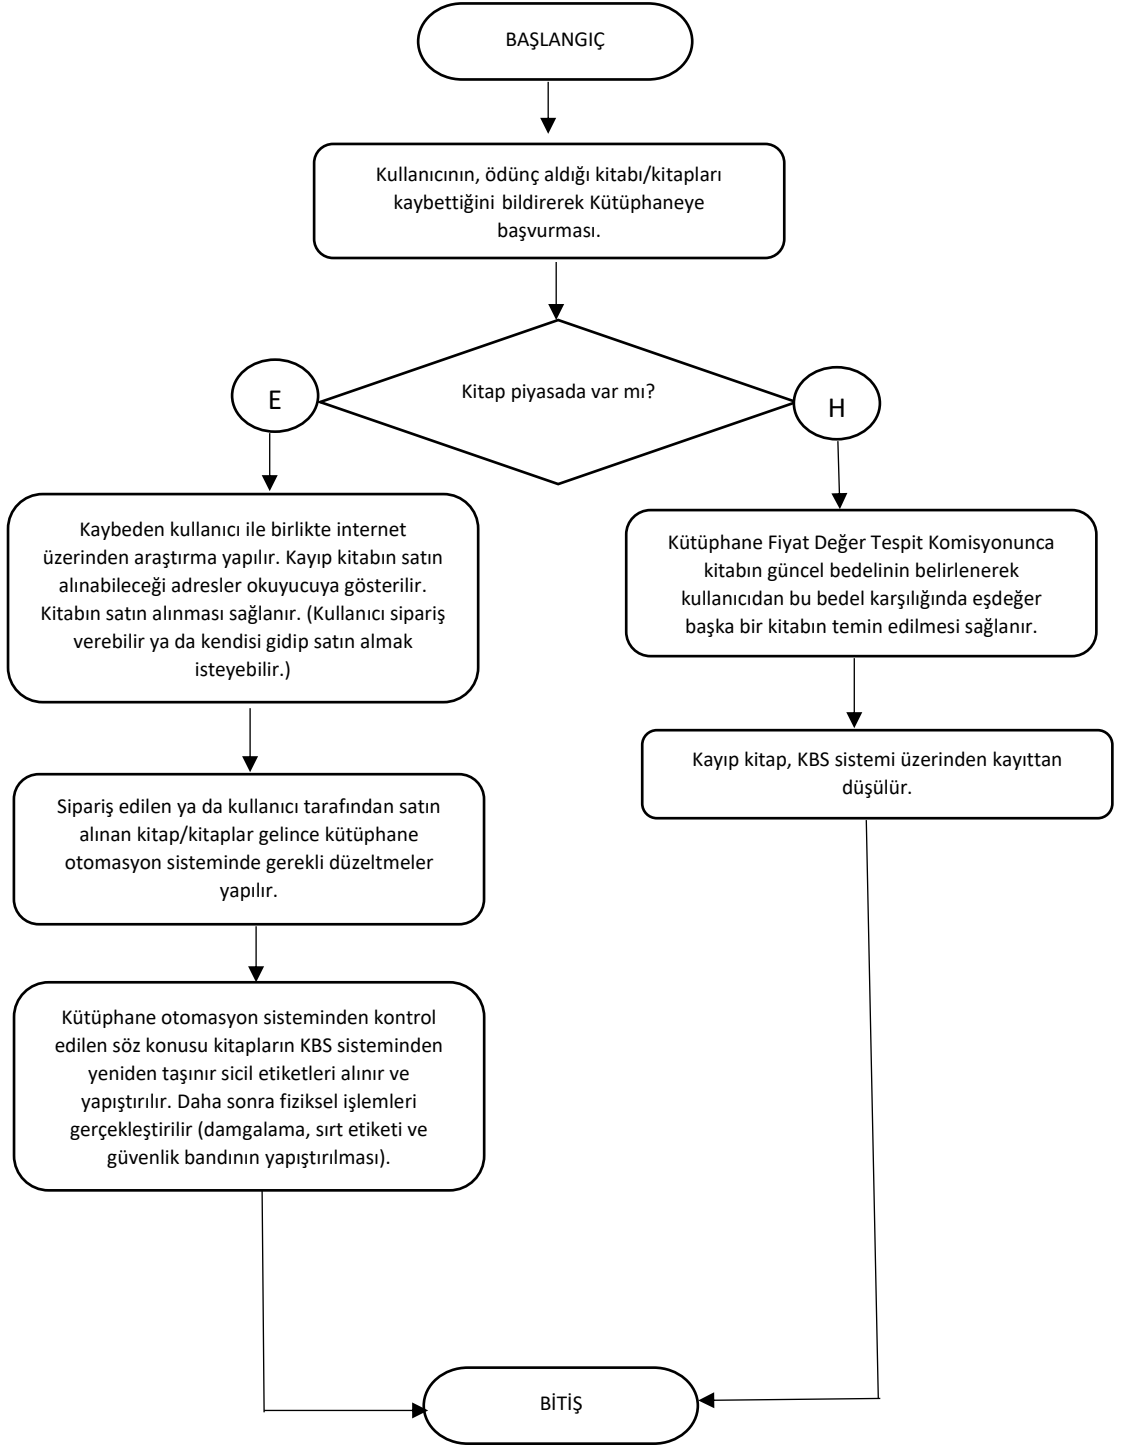 BAŞLANGIÇ
Kullanıcının, ödünç aldığı kitabı/kitapları
kaybettiğini bildirerek Kütüphaneye
başvurması.
Kitap piyasada var mı?
E
H
Kaybeden kullanıcı ile birlikte internet
üzerinden araştırma yapılır. Kayıp kitabın satın
alınabileceği adresler okuyucuya gösterilir.
Kitabın satın alınması sağlanır. (Kullanıcı sipariş
verebilir ya da kendisi gidip satın almak
isteyebilir.)
Sipariş edilen ya da kullanıcı tarafından satın
alınan kitap/kitaplar gelince kütüphane
otomasyon sisteminde gerekli düzeltmeler
yapılır.
Kütüphane otomasyon sisteminden kontrol
edilen söz konusu kitapların KBS sisteminden
yeniden taşınır sicil etiketleri alınır ve
yapıştırılır. Daha sonra fiziksel işlemleri
gerçekleştirilir (damgalama, sırt etiketi ve
güvenlik bandının yapıştırılması).
Kütüphane Fiyat Değer Tespit Komisyonunca
kitabın güncel bedelinin belirlenerek
kullanıcıdan bu bedel karşılığında eşdeğer
başka bir kitabın temin edilmesi sağlanır.
Kayıp kitap, KBS sistemi üzerinden kayıttan
düşülür.
BİTİŞ